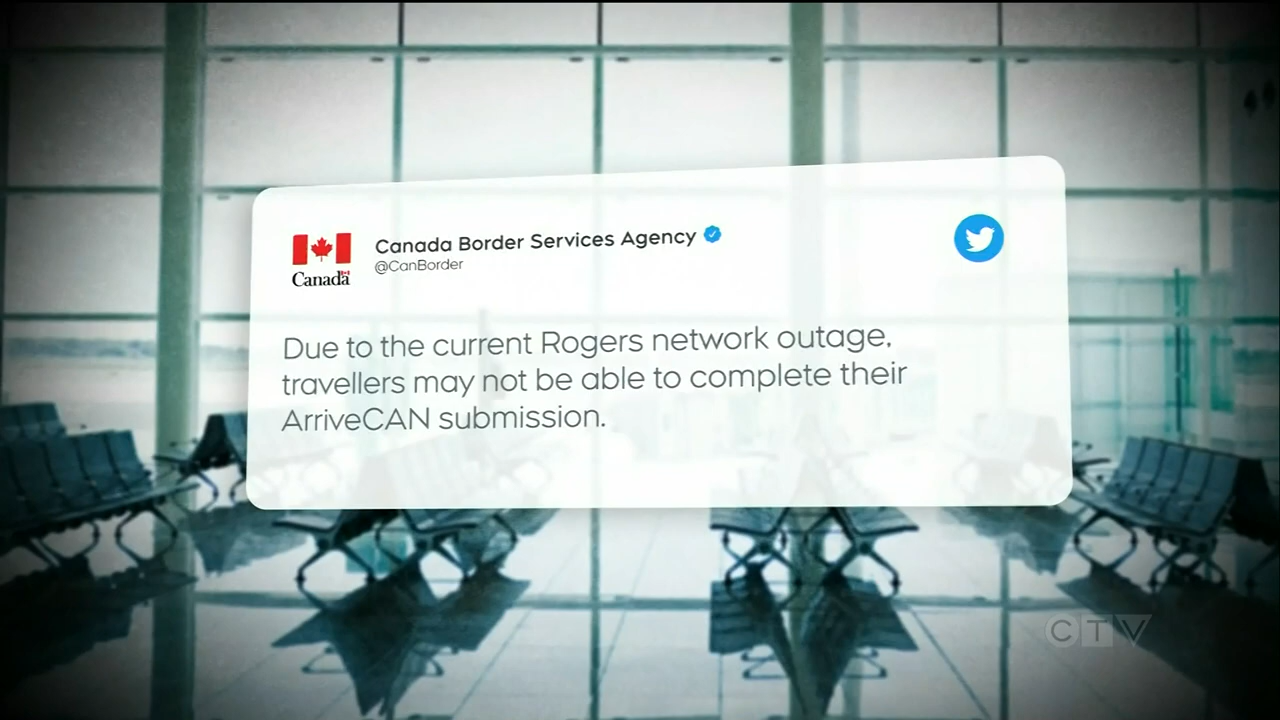 Canada Border Services Agency
@CanBorder
Canada
Due to the current Rogers network outage,
travellers may not be able to complete their
ArriveCAN submission.
CTV